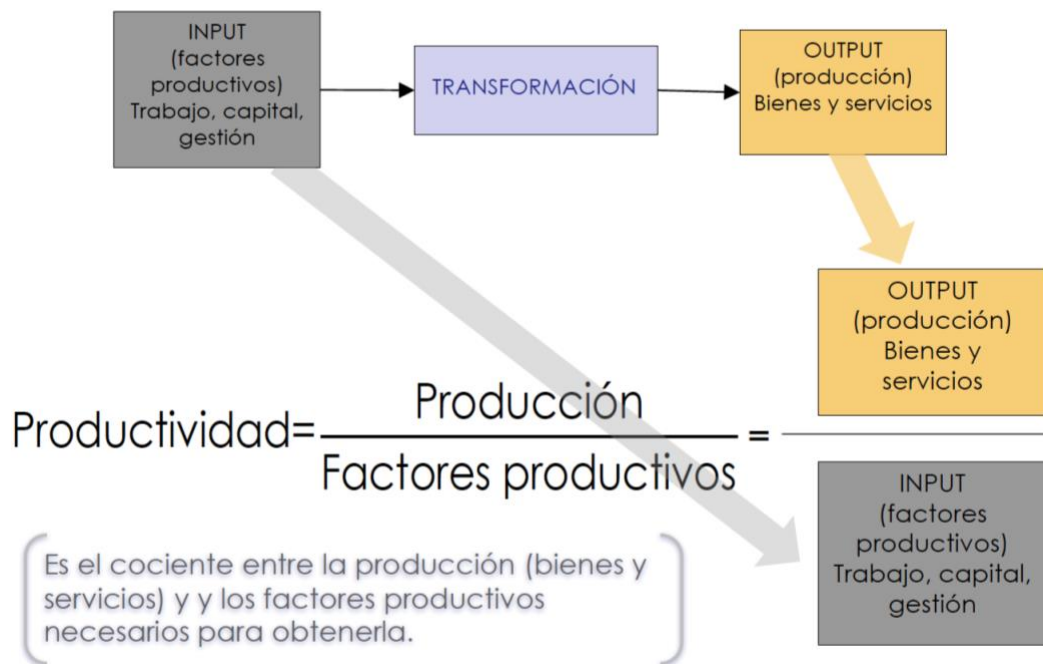 INPUT
(factores
productivos)
Trabajo, capital,
gestión
TRANSFORMACIÓN
OUTPUT
(producción)
Bienes y servicios
OUTPUT
(producción)
Bienes y
servicios
Productividad=
Producción
Factores productivos
=
INPUT
(factores
productivos)
Trabajo, capital,
gestión
Es el cociente entre la producción (bienes y
servicios) y y los factores productivos
necesarios para obtenerla.